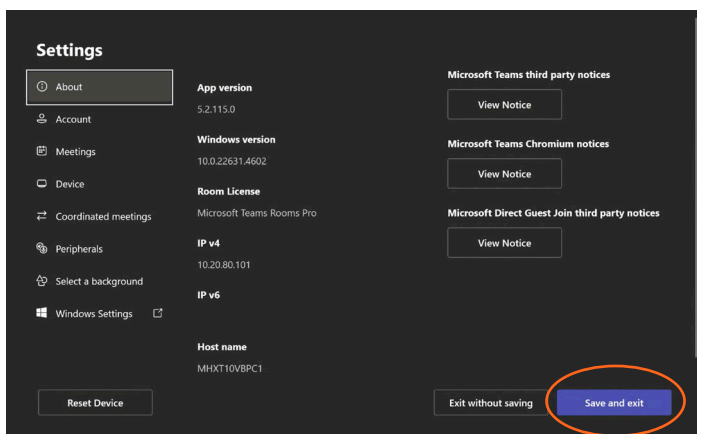 Settings
About
Account
Meetings
Device
Coordinated meetings
Peripherals
Select a background
Windows Settings
App version
5.2.115.0
Windows version
10.0.22631.4602
Room License
Microsoft Teams Rooms Pro
IP v4
10.20.80.101
IP v6
Host name
MHXT10VBPC1
Microsoft Teams third party notices
View Notice
Microsoft Teams Chromium notices
View Notice
Microsoft Direct Guest Join third party notices
View Notice
Reset Device
Exit without saving
Save and exit